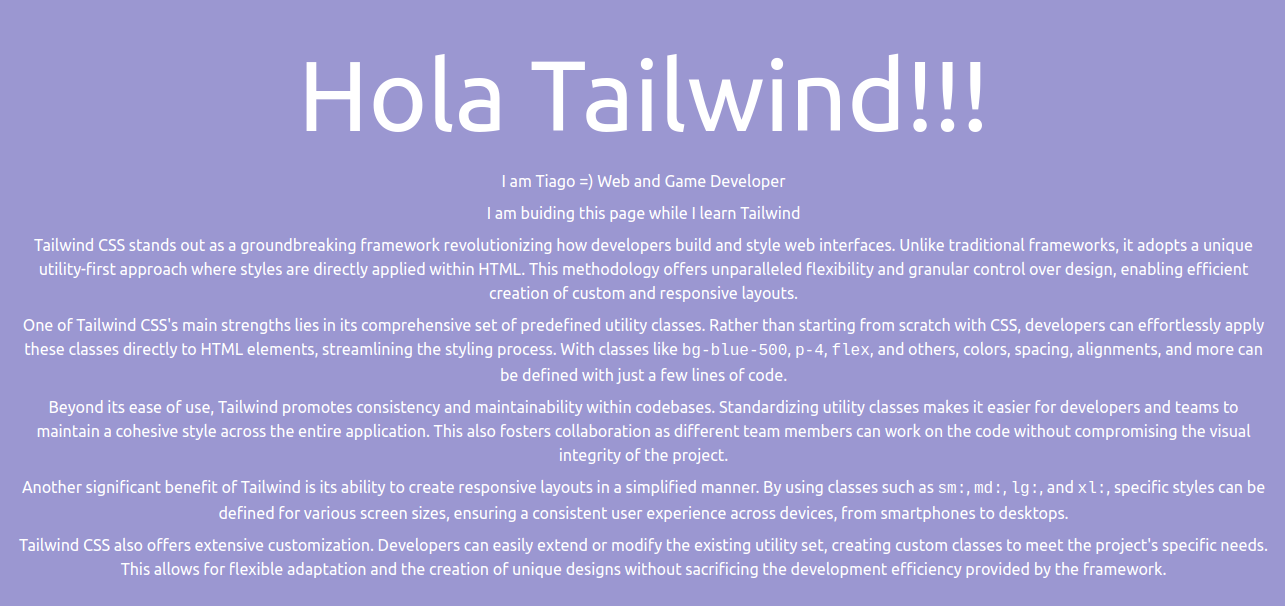 Hola Tailwind!!!
I am Tiago =) Web and Game Developer
I am buiding this page while I learn Tailwind
Tailwind CSS stands out as a groundbreaking framework revolutionizing how developers build and style web interfaces. Unlike traditional frameworks, it adopts a unique
utility-first approach where styles are directly applied within HTML. This methodology offers unparalleled flexibility and granular control over design, enabling efficient
creation of custom and responsive layouts.
One of Tailwind CSS's main strengths lies in its comprehensive set of predefined utility classes. Rather than starting from scratch with CSS, developers can effortlessly apply
these classes directly to HTML elements, streamlining the styling process. With classes like bg-blue-500, p-4, flex, and others, colors, spacing, alignments, and more can
be defined with just a few lines of code.
Beyond its ease of use, Tailwind promotes consistency and maintainability within codebases. Standardizing utility classes makes it easier for developers and teams to
maintain a cohesive style across the entire application. This also fosters collaboration as different team members can work on the code without compromising the visual
integrity of the project.
Another significant benefit of Tailwind is its ability to create responsive layouts in a simplified manner. By using classes such as sm:, md:, lg:, and xl:, specific styles can be
defined for various screen sizes, ensuring a consistent user experience across devices, from smartphones to desktops.
Tailwind CSS also offers extensive customization. Developers can easily extend or modify the existing utility set, creating custom classes to meet the project's specific needs.
This allows for flexible adaptation and the creation of unique designs without sacrificing the development efficiency provided by the framework.